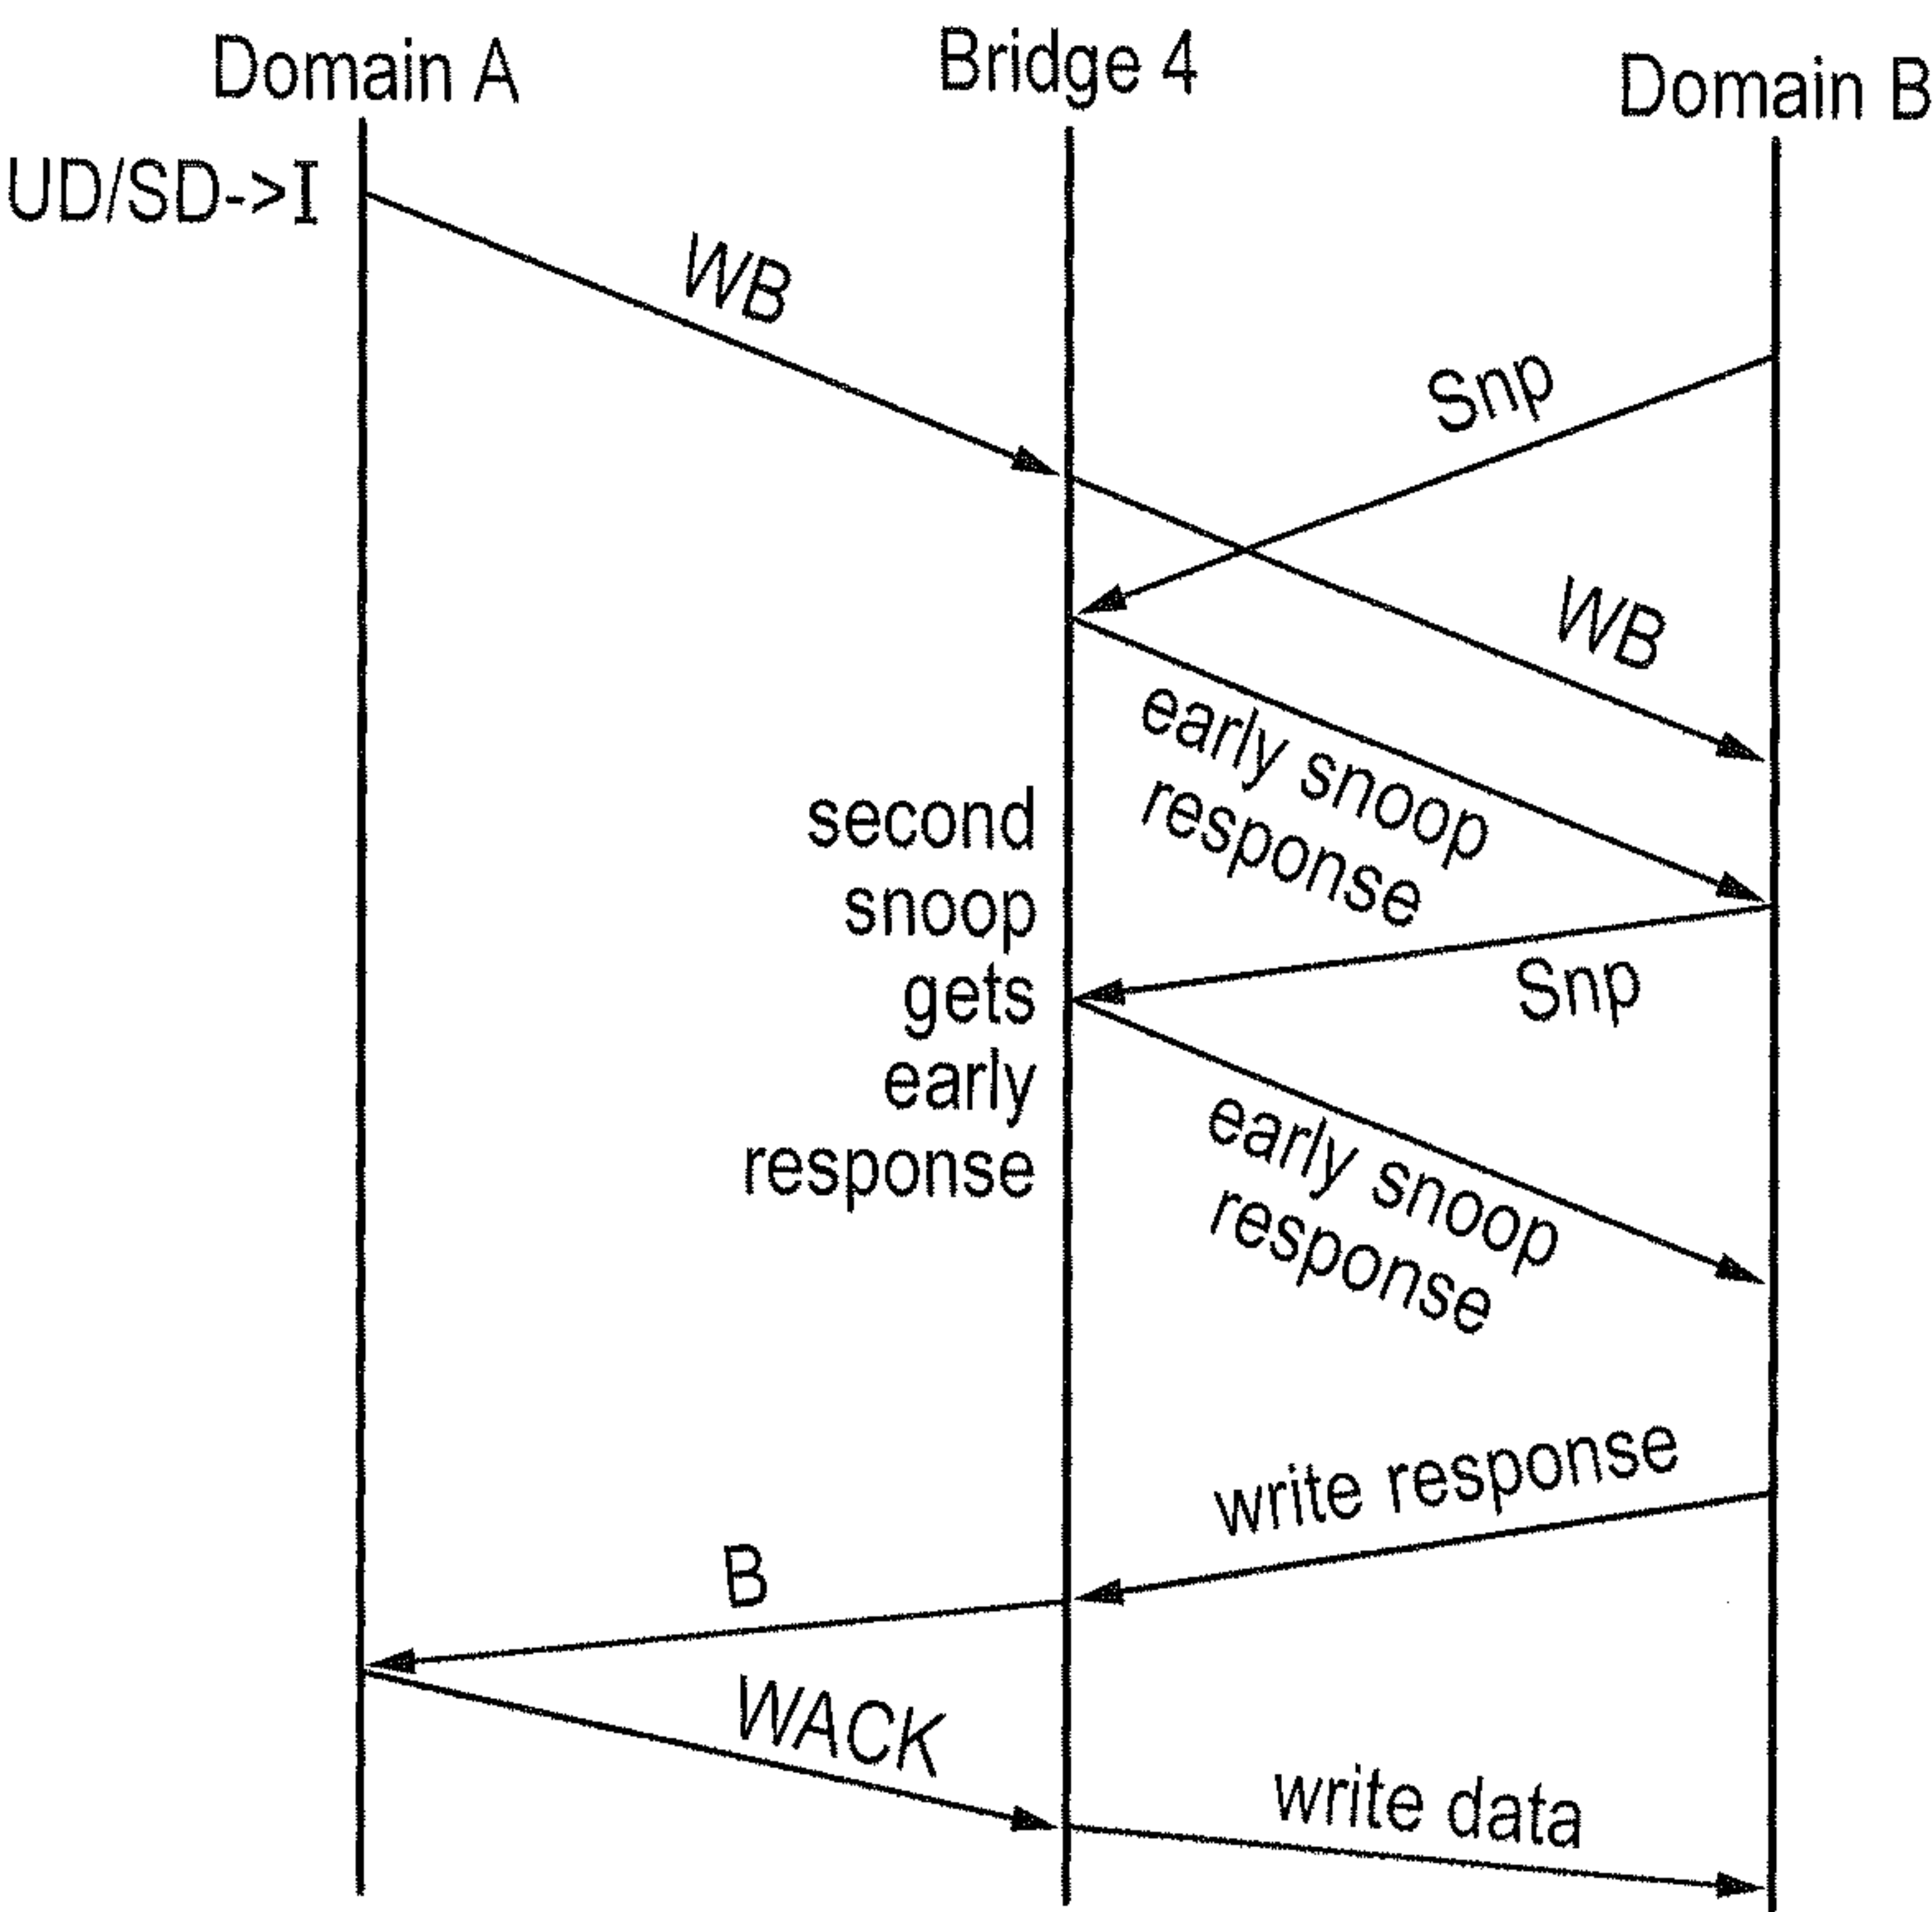 Domain A
Bridge 4
Domain B
UD/SD->I
WB
Snp
WB
early snoop
response
second
snoop
gets
early
response
Snp
early snoop
response
write response
B
WACK
write data